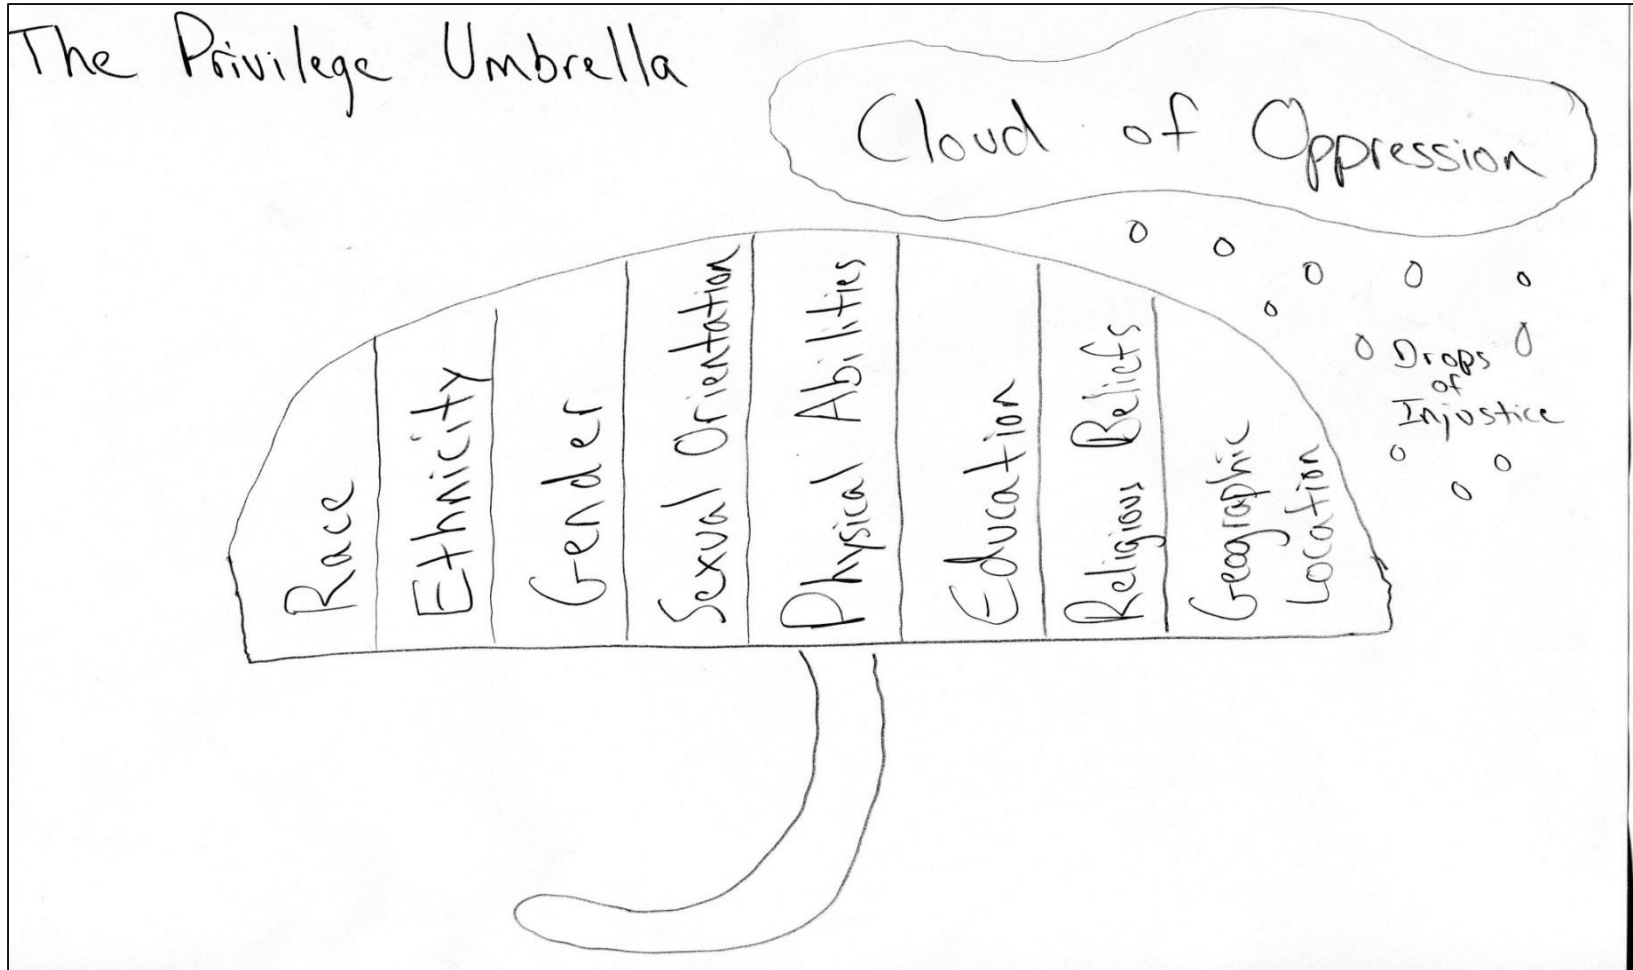 The Privilege Umbrella
Cloud of Oppression
Drops
of
Injustice
Race
Ethnicity
Gender
Sexual Orientation
Physical Abilities
Education
Religious Beliefs
Geographic
Location